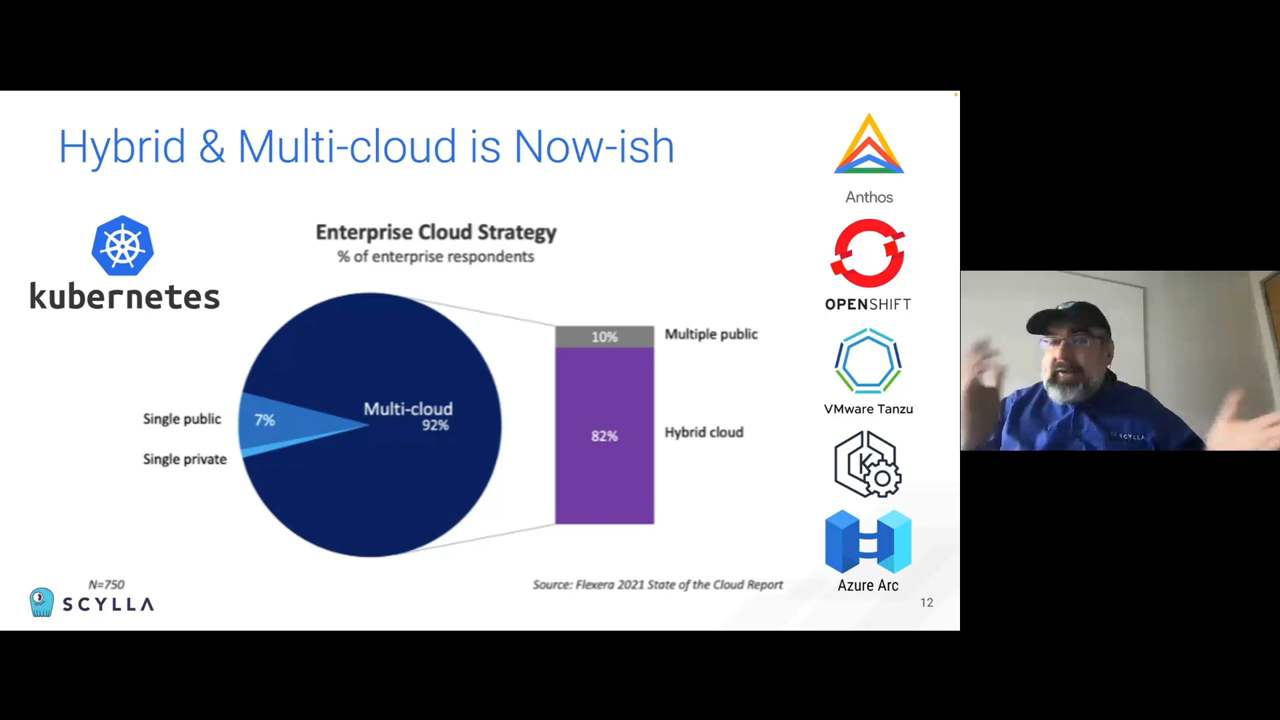 Hybrid & Multi-cloud is Now-ish
kubernetes
Enterprise Cloud Strategy
% of enterprise respondents
Single public
7%
Single private
Multi-cloud
92%
10%
Multiple public
82%
Hybrid cloud
N=750
Source: Flexera 2021 State of the Cloud Report
SCYLLA
12
Anthos
OPENSHIFT
VMware Tanzu
K
Azure Arc
SCYLLA